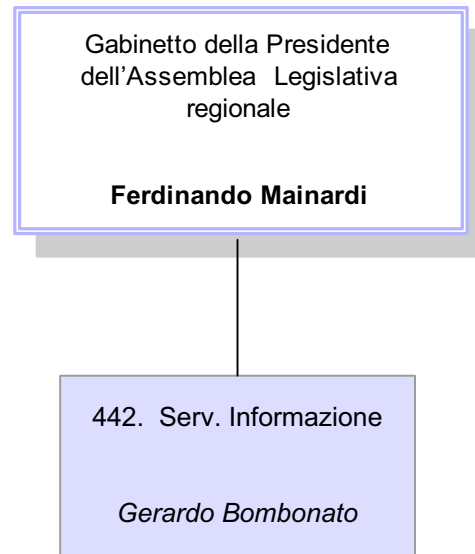 Gabinetto della Presidente
dell’Assemblea Legislativa
regionale
Ferdinando Mainardi
442. Serv. Informazione
Gerardo Bombonato